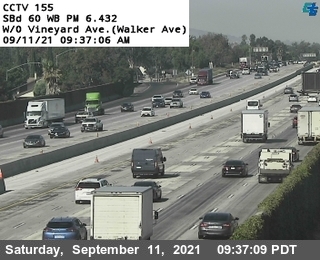 CCTV 155
SBd 60 WB PM 6.432
W/O Vineyard Ave.(Walker Ave)
09/11/21 09:37:06 AM
Saturday, September 11, 2021 09:37:09 PDT